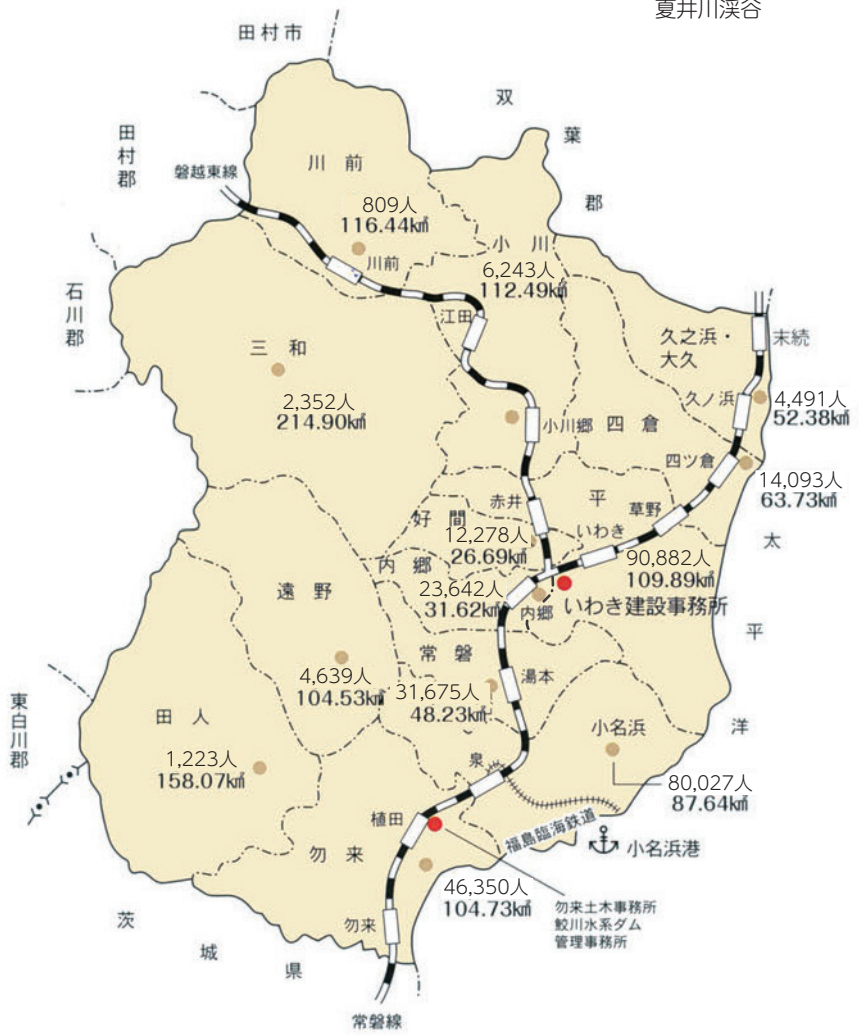 夏井川渓谷
田村市
双葉郡
田村郡
磐越東線
川前
809人
116.44k㎡
川前
小川
6,243人
112.49k㎡
石川郡
江田
久之浜・
大久
末続
三和
2,352人
214.90k㎡
久ノ浜
4,491人
52.38k㎡
小川郷
四倉
四ツ倉
14,093人
63.73k㎡
赤井
平
草野
好間
12,278人
26.69k㎡
いわき
太平洋
内郷
90,882人
109.89k㎡
23,642人
31.62k㎡
内郷
いわき建設事務所
遠野
常磐
4,639人
104.53k㎡
31,675人
48.23k㎡
湯本
東白川郡
田人
1,223人
158.07k㎡
小名浜
泉
80,027人
87.64k㎡
植田
福島臨海鉄道
小名浜港
勿来
46,350人
104.73k㎡
勿来土木事務所
鮫川水系ダム
管理事務所
勿来
茨城県
常磐線